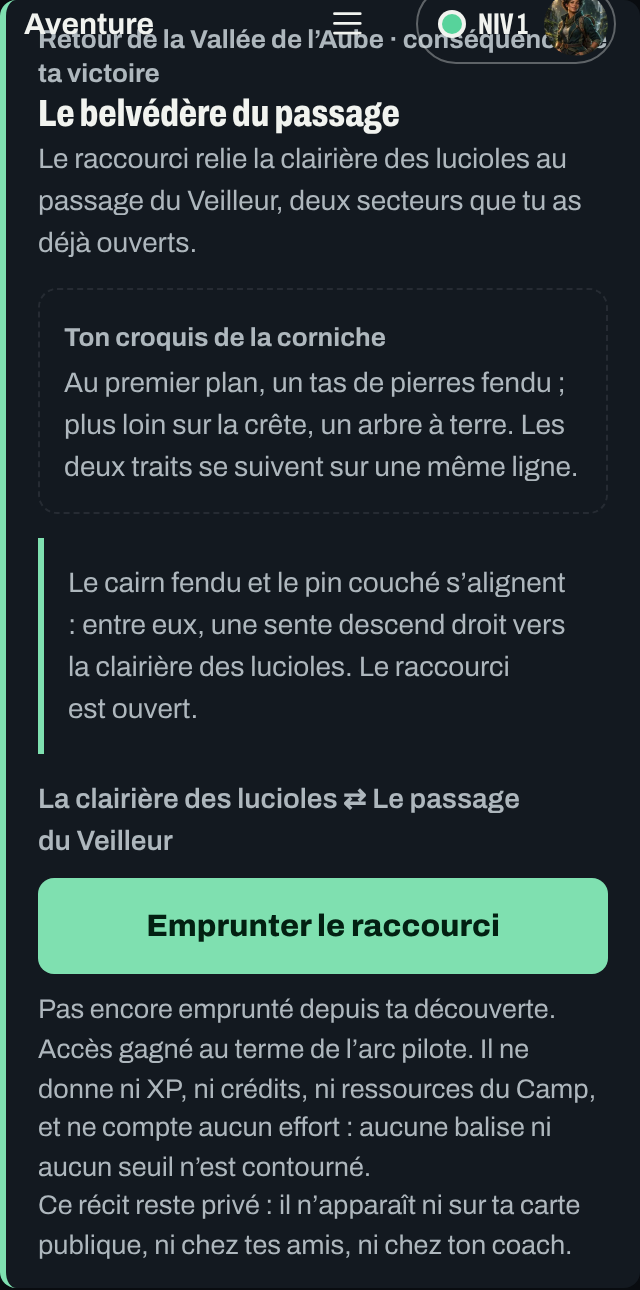 Aventure
NIV 1
Retour de la Vallée de l’Aube · conséquenc
ta victoire
Le belvédère du passage
Le raccourci relie la clairière des lucioles au
passage du Veilleur, deux secteurs que tu as
déjà ouverts.
Ton croquis de la corniche
Au premier plan, un tas de pierres fendu ;
plus loin sur la crête, un arbre à terre. Les
deux traits se suivent sur une même ligne.
Le cairn fendu et le pin couché s’alignent
: entre eux, une sente descend droit vers
la clairière des lucioles. Le raccourci
est ouvert.
La clairière des lucioles ⇄ Le passage
du Veilleur
Emprunter le raccourci
Pas encore emprunté depuis ta découverte.
Accès gagné au terme de l’arc pilote. Il ne
donne ni XP, ni crédits, ni ressources du Camp,
et ne compte aucun effort : aucune balise ni
aucun seuil n’est contourné.
Ce récit reste privé : il n’apparaît ni sur ta carte
publique, ni chez tes amis, ni chez ton coach.